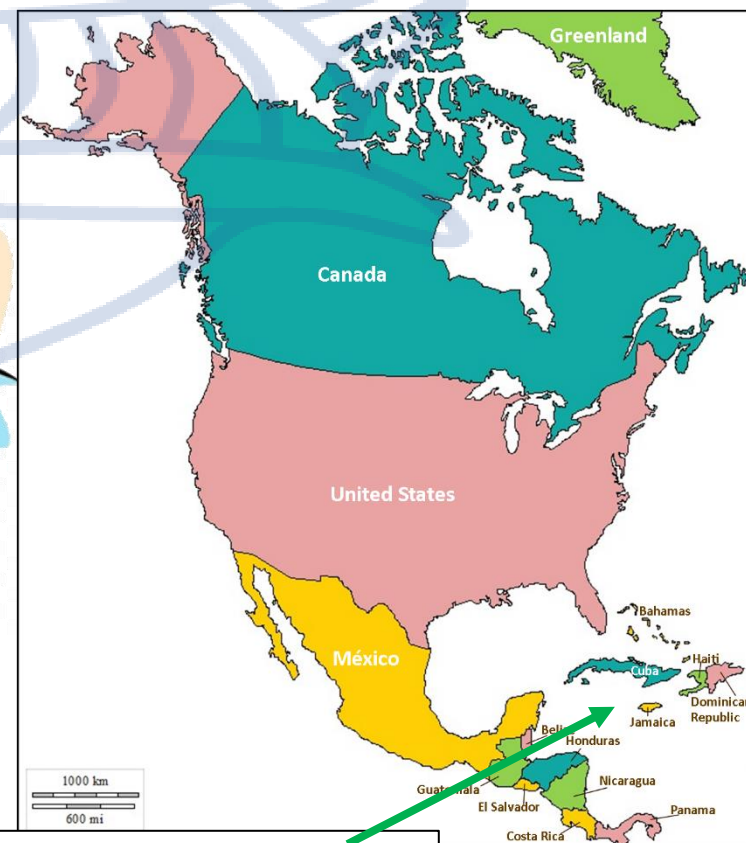 Greenland
Canada
United States
México
Bahamas
Cuba
Haiti
Dominican
Republic
Jamaica
Honduras
Guatemala
Nicaragua
El Salvador
Panama
Costa Rica
1000 km
600 mi